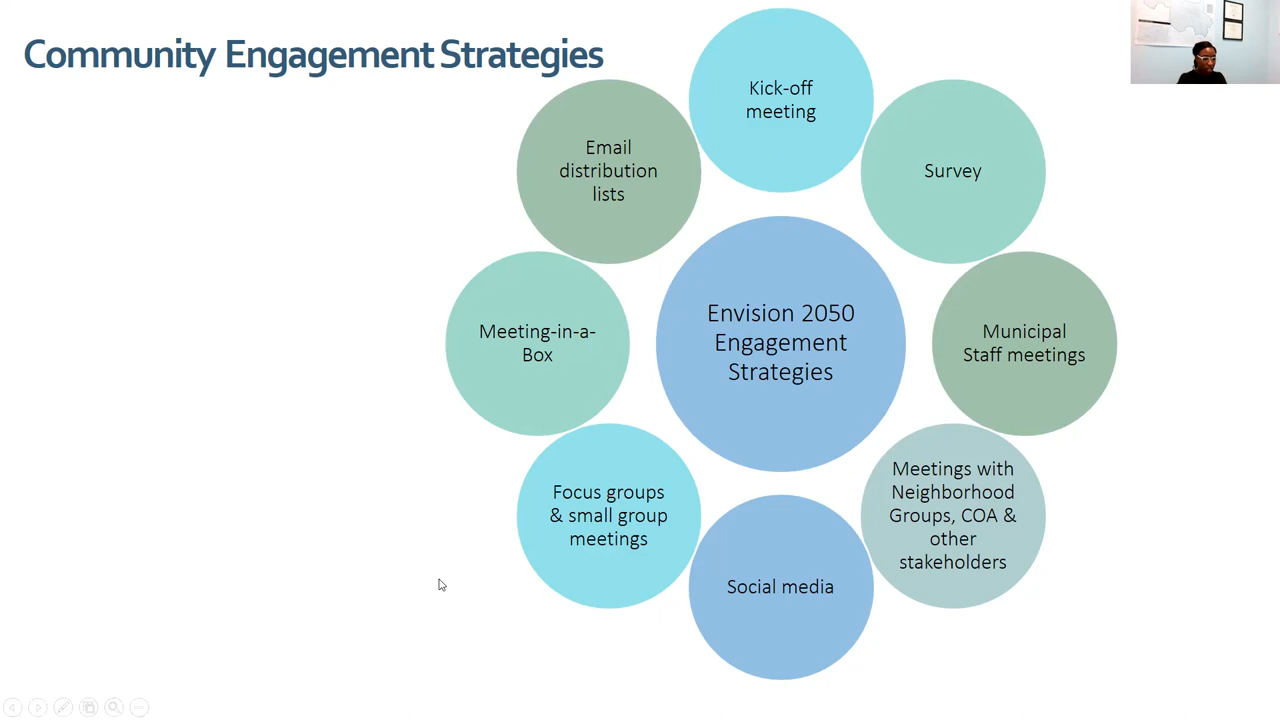 Community Engagement Strategies
Kick-off
meeting
Survey
Municipal
Staff meetings
Meetings with
Neighborhood
Groups, COA &
other
stakeholders
Social media
Focus groups
& small group
meetings
Meeting-in-a-
Box
Email
distribution
lists
Envision 2050
Engagement
Strategies